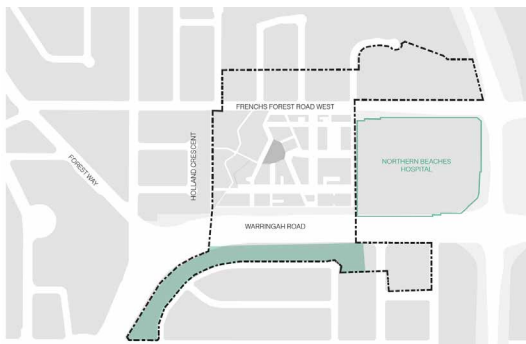 FRENCHS FOREST ROAD WEST
HOLLAND CRESCENT
FOREST WAY
NORTHERN BEACHES
HOSPITAL
WARRINGAH ROAD